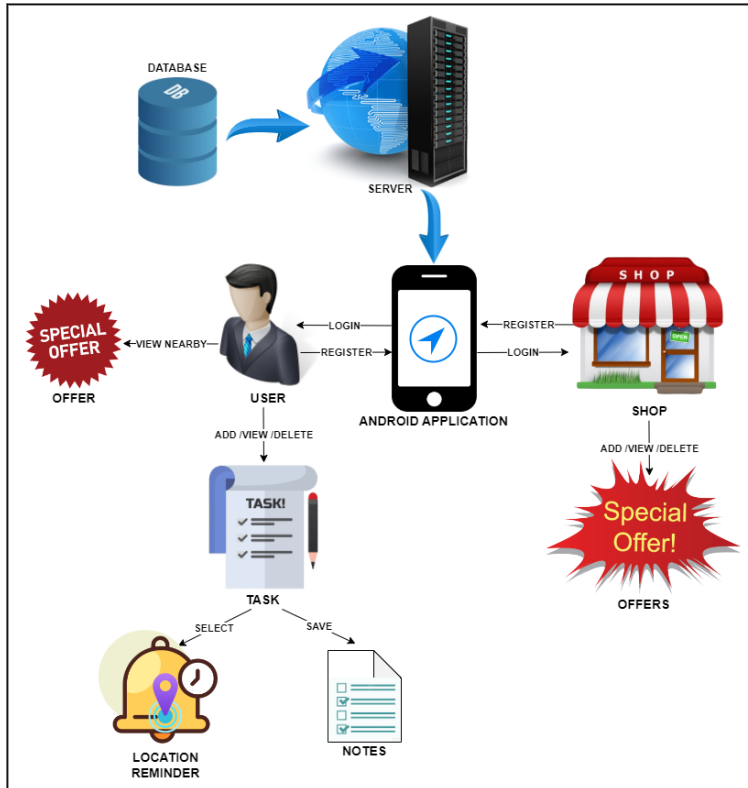 DATABASE
DB
SERVER
SHOP
OPEN
SPECIAL
OFFER
VIEW NEARBY
LOGIN
REGISTER
REGISTER
LOGIN
OFFER
USER
ANDROID APPLICATION
SHOP
ADD /VIEW /DELETE
ADD /VIEW /DELETE
TASK!
Special
Offer!
TASK
OFFERS
SELECT
SAVE
LOCATION
REMINDER
NOTES